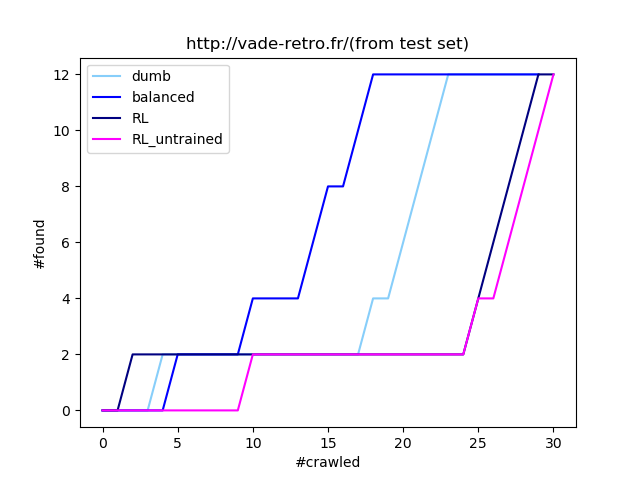 http://vade-retro.fr/(from test set)
dumb
balanced
RL
RL_untrained
12
10
8
6
4
2
0
#found
0 5 10 15 20 25 30
#crawled